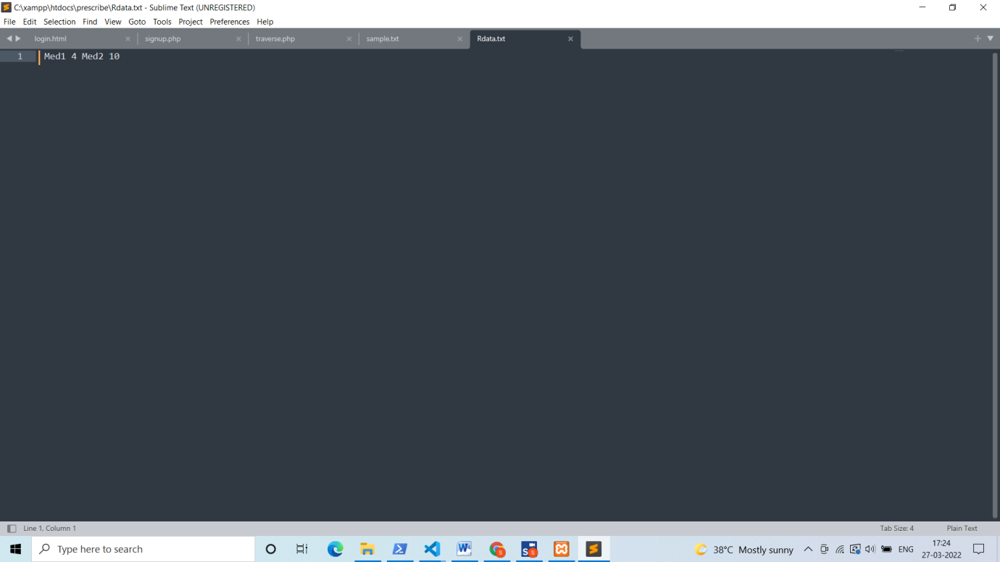 C:\xampp\htdocs\prescribe\Rdata.txt - Sublime Text (UNREGISTERED)
File Edit Selection Find View Goto Tools Project Preferences Help
login.html signup.php traverse.php sample.txt Rdata.txt
1 Med1 4 Med2 10
Line 1, Column 1 Tab Size: 4 Plain Text
Type here to search 38°C Mostly sunny ENG 17:24
27-03-2022